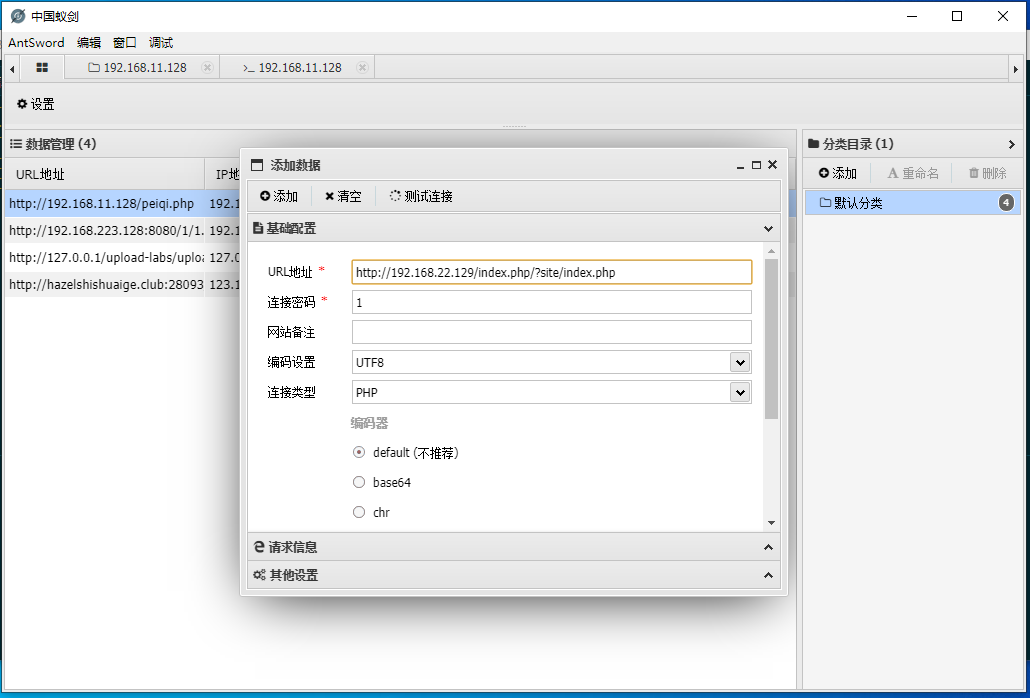 中国蚁剑
AntSword 编辑 窗口 调试
192.168.11.128 >_ 192.168.11.128
设置
数据管理 (4)
分类目录 (1)
URL地址 IP地
添加 重命名 删除
http://192.168.11.128/peiqi.php 192.1
默认分类 4
http://192.168.223.128:8080/1/1. 192.1
http://127.0.0.1/upload-labs/uploa 127.0
http://hazelshishuaige.club:28093 123.1
添加数据
添加 清空 测试连接
基础配置
URL地址 * http://192.168.22.129/index.php/?site/index.php
连接密码 * 1
网站备注
编码设置 UTF8
连接类型 PHP
编码器
default (不推荐)
base64
chr
请求信息
其他设置